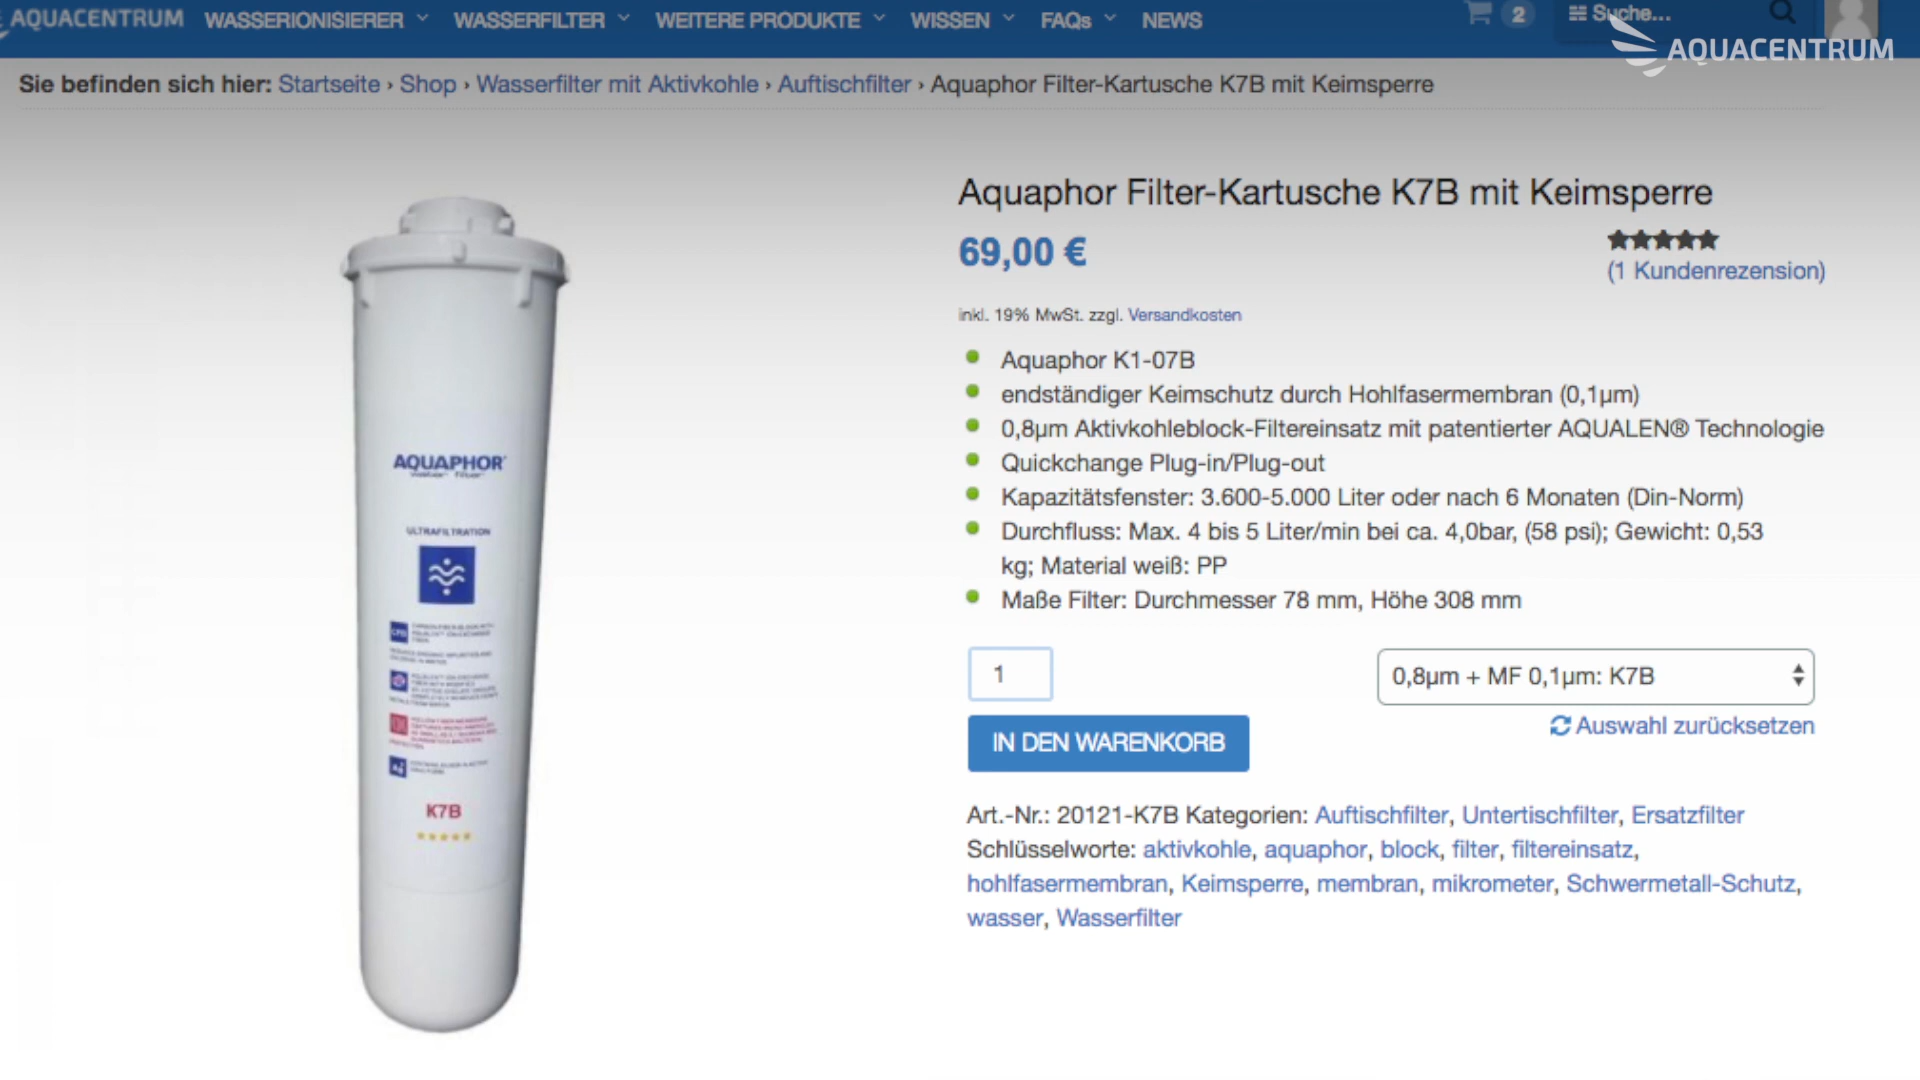 AQUACENTRUM WASSERIONISIERER WASSERFILTER WEITERE PRODUKTE WISSEN FAQs NEWS 2 Suche...
AQUACENTRUM
Sie befinden sich hier: Startseite › Shop › Wasserfilter mit Aktivkohle › Auftischfilter › Aquaphor Filter-Kartusche K7B mit Keimsperre
Aquaphor Filter-Kartusche K7B mit Keimsperre
69,00 €
(1 Kundenrezension)
inkl. 19% MwSt. zzgl. Versandkosten
Aquaphor K1-07B
endständiger Keimschutz durch Hohlfasermembran (0,1µm)
0,8µm Aktivkohleblock-Filtereinsatz mit patentierter AQUALEN® Technologie
Quickchange Plug-in/Plug-out
Kapazitätsfenster: 3.600-5.000 Liter oder nach 6 Monaten (Din-Norm)
Durchfluss: Max. 4 bis 5 Liter/min bei ca. 4,0bar, (58 psi); Gewicht: 0,53
kg; Material weiß: PP
Maße Filter: Durchmesser 78 mm, Höhe 308 mm
1
0,8µm + MF 0,1µm: K7B
Auswahl zurücksetzen
IN DEN WARENKORB
Art.-Nr.: 20121-K7B Kategorien: Auftischfilter, Untertischfilter, Ersatzfilter
Schlüsselworte: aktivkohle, aquaphor, block, filter, filtereinsatz,
hohlfasermembran, Keimsperre, membran, mikrometer, Schwermetall-Schutz,
wasser, Wasserfilter
AQUAPHOR
water filter
ULTRAFILTRATION
K7B